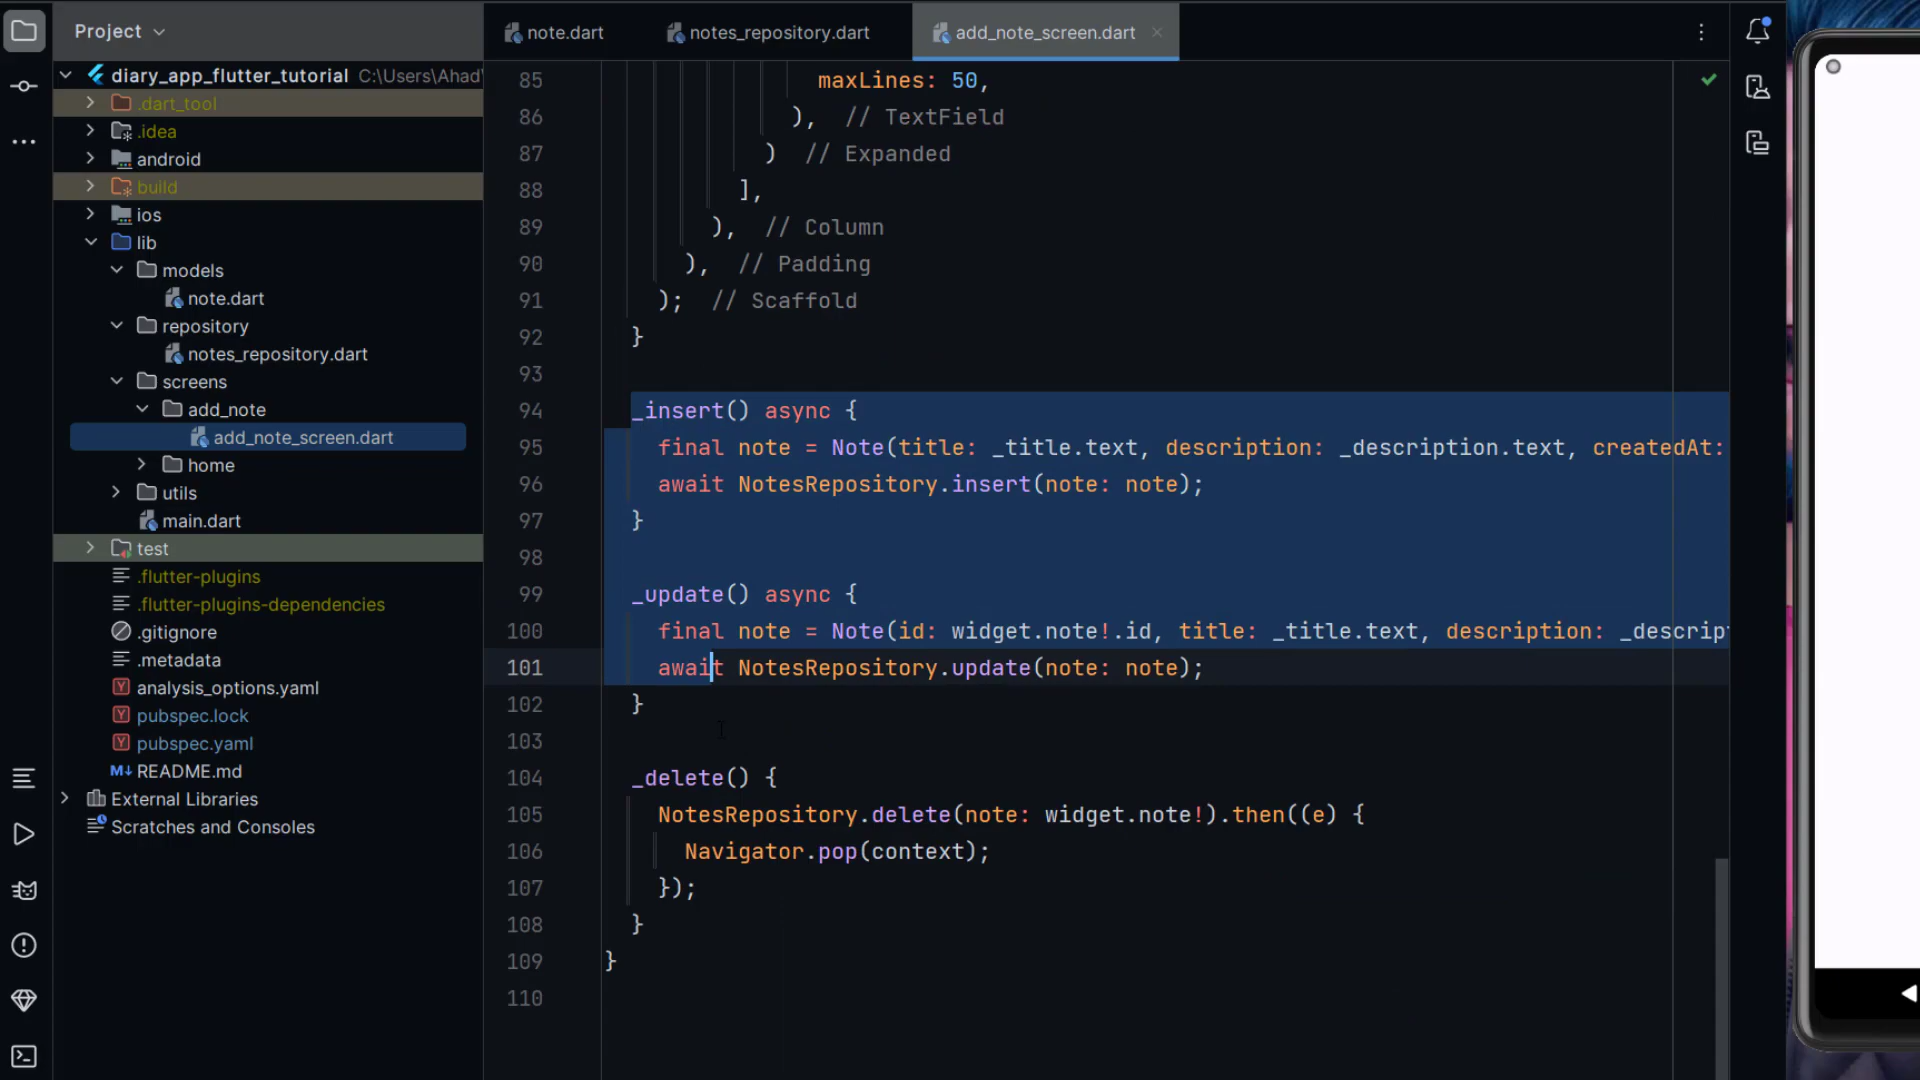 Project
diary_app_flutter_tutorial C:\Users\Ahad\
.dart_tool
.idea
android
build
ios
lib
models
note.dart
repository
notes_repository.dart
screens
add_note
add_note_screen.dart
home
utils
main.dart
test
.flutter-plugins
.flutter-plugins-dependencies
.gitignore
.metadata
analysis_options.yaml
pubspec.lock
pubspec.yaml
README.md
External Libraries
Scratches and Consoles
note.dart notes_repository.dart add_note_screen.dart
85 maxLines: 50,
86 ), // TextField
87 ) // Expanded
88 ],
89 ), // Column
90 ), // Padding
91 ); // Scaffold
92 }
93
94 _insert() async {
95 final note = Note(title: _title.text, description: _description.text, createdAt:
96 await NotesRepository.insert(note: note);
97 }
98
99 _update() async {
100 final note = Note(id: widget.note!.id, title: _title.text, description: _descrip
101 await NotesRepository.update(note: note);
102 }
103
104 _delete() {
105 NotesRepository.delete(note: widget.note!).then((e) {
106 Navigator.pop(context);
107 });
108 }
109 }
110